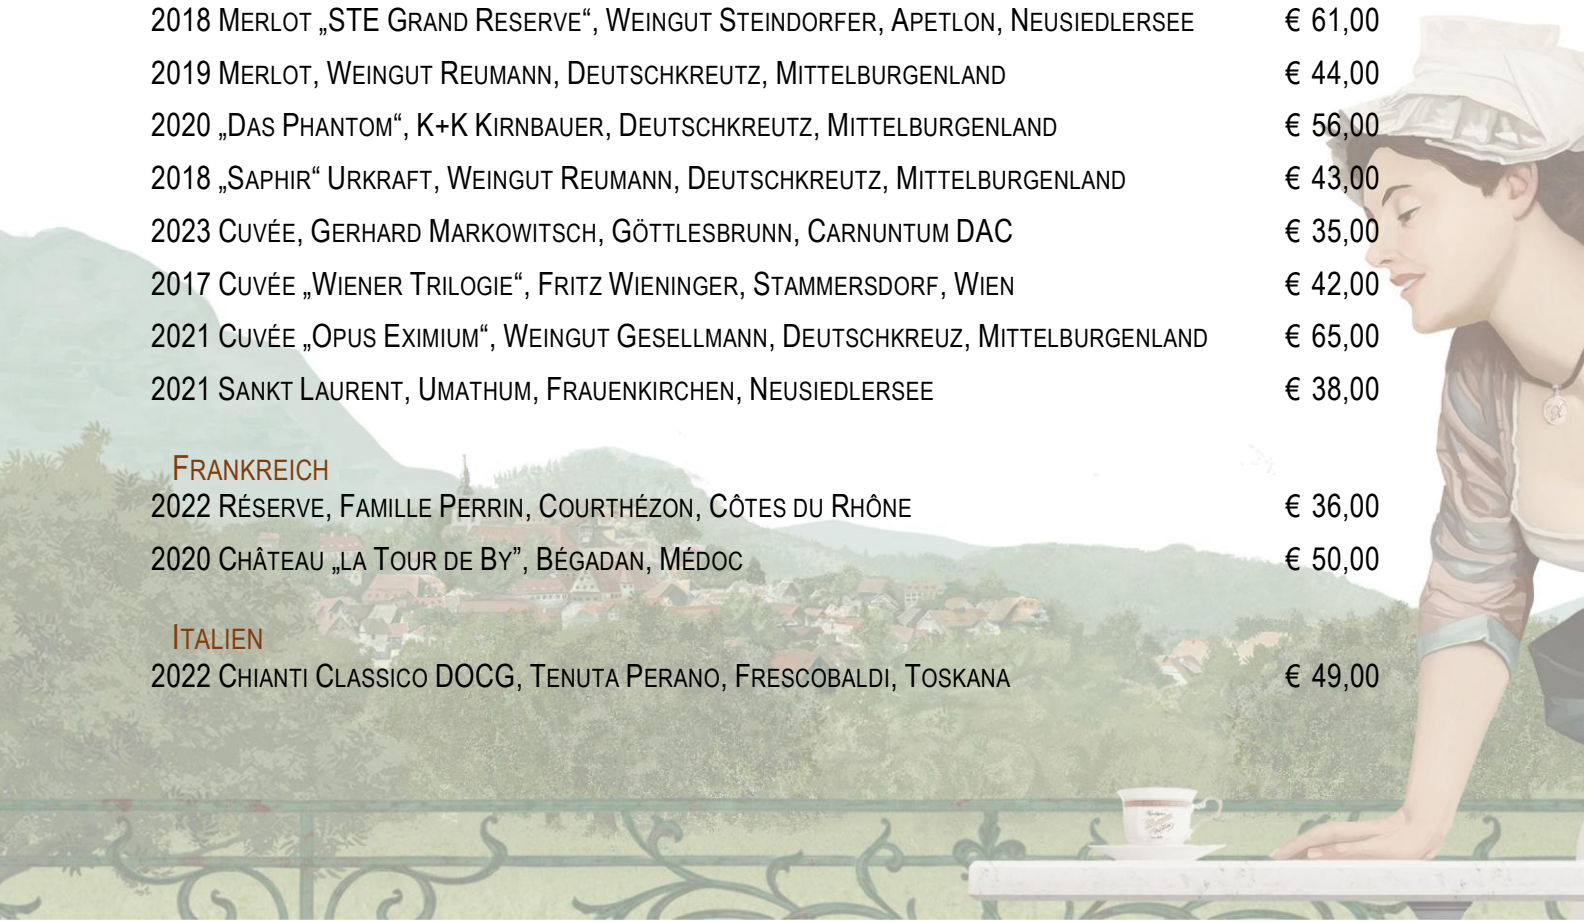 2018 Merlot „STE Grand Reserve“, Weingut Steindorfer, Apetlon, Neusiedlersee € 61,00
2019 Merlot, Weingut Reumann, Deutschkreutz, Mittelburgenland € 44,00
2020 „Das Phantom“, K+K Kirnbauer, Deutschkreutz, Mittelburgenland € 56,00
2018 „Saphir“ Urkraft, Weingut Reumann, Deutschkreutz, Mittelburgenland € 43,00
2023 Cuvée, Gerhard Markowitsch, Göttlesbrunn, Carnuntum DAC € 35,00
2017 Cuvée „Wiener Trilogie“, Fritz Wieninger, Stammersdorf, Wien € 42,00
2021 Cuvée „Opus Eximium“, Weingut Gesellmann, Deutschkreuz, Mittelburgenland € 65,00
2021 Sankt Laurent, Umathum, Frauenkirchen, Neusiedlersee € 38,00
Frankreich
2022 Réserve, Famille Perrin, Courthézon, Côtes du Rhône € 36,00
2020 Château „la Tour de By”, Bégadan, Médoc € 50,00
Italien
2022 Chianti Classico DOCG, Tenuta Perano, Frescobaldi, Toskana € 49,00